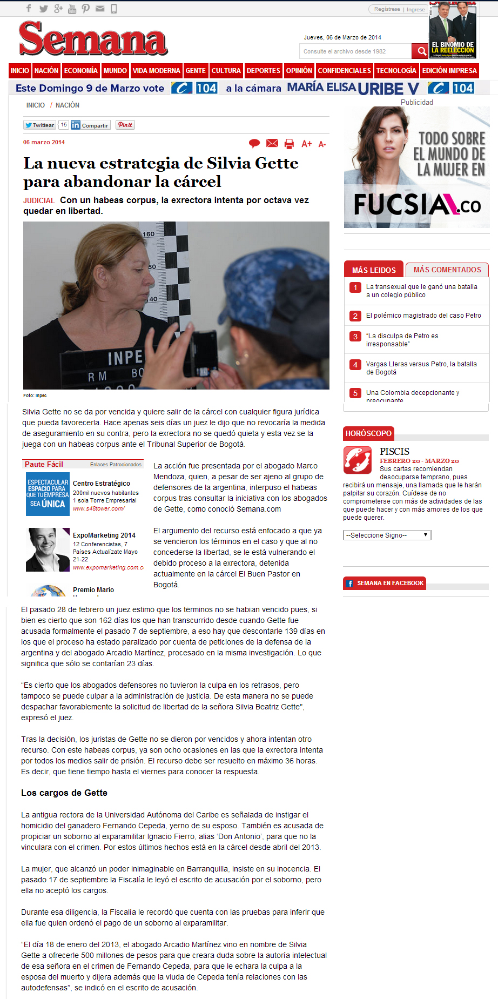 Regístrese | Ingrese
Semana
EL BINOMIO DE
LA REELECCIÓN
Semana
Jueves, 06 de Marzo de 2014
Consulte el archivo desde 1982
INICIO NACIÓN ECONOMÍA MUNDO VIDA MODERNA GENTE CULTURA DEPORTES OPINIÓN CONFIDENCIALES TECNOLOGÍA EDICIÓN IMPRESA
Este Domingo 9 de Marzo vote C 104 a la cámara MARÍA ELISA URIBE V C 104
INICIO / NACIÓN
Twittear 15 in Compartir Pin it
06 marzo 2014
A+ A-
La nueva estrategia de Silvia Gette
para abandonar la cárcel
JUDICIAL Con un habeas corpus, la exrectora intenta por octava vez
quedar en libertad.
160
50
40
INPE
RM BO
Foto: Inpec
Silvia Gette no se da por vencida y quiere salir de la cárcel con cualquier figura jurídica
que pueda favorecerla. Hace apenas seis días un juez le dijo que no revocaría la medida
de aseguramiento en su contra, pero la exrectora no se quedó quieta y esta vez se la
juega con un habeas corpus ante el Tribunal Superior de Bogotá.
Paute Fácil Enlaces Patrocinados
ESPECTACULAR
ESPACIO PARA
QUE TU EMPRESA
SEA ÚNICA
Centro Estratégico
200mil nuevos habitantes
1 sola Torre Empresarial
www.s48tower.com/
ExpoMarketing 2014
12 Conferencistas, 7
Países Actualízate Mayo
21-22
www.expomarketing.com.c
Premio Mario
La acción fue presentada por el abogado Marco
Mendoza, quien, a pesar de ser ajeno al grupo de
defensores de la argentina, interpuso el habeas
corpus tras consultar la iniciativa con los abogados
de Gette, como conoció Semana.com
El argumento del recurso está enfocado a que ya
se vencieron los términos en el caso y que al no
concederse la libertad, se le está vulnerando el
debido proceso a la exrectora, detenida
actualmente en la cárcel El Buen Pastor en
Bogotá.
El pasado 28 de febrero un juez estimó que los términos no se habían vencido pues, si
bien es cierto que son 162 días los que han transcurrido desde cuando Gette fue
acusada formalmente el pasado 7 de septiembre, a eso hay que descontarle 139 días en
los que el proceso ha estado paralizado por cuenta de peticiones de la defensa de la
argentina y del abogado Arcadio Martínez, procesado en la misma investigación. Lo que
significa que sólo se contarían 23 días.
“Es cierto que los abogados defensores no tuvieron la culpa en los retrasos, pero
tampoco se puede culpar a la administración de justicia. De esta manera no se puede
despachar favorablemente la solicitud de libertad de la señora Silvia Beatriz Gette",
expresó el juez.
Tras la decisión, los juristas de Gette no se dieron por vencidos y ahora intentan otro
recurso. Con este habeas corpus, ya son ocho ocasiones en las que la exrectora intenta
por todos los medios salir de prisión. El recurso debe ser resuelto en máximo 36 horas.
Es decir, que tiene tiempo hasta el viernes para conocer la respuesta.
Los cargos de Gette
La antigua rectora de la Universidad Autónoma del Caribe es señalada de instigar el
homicidio del ganadero Fernando Cepeda, yerno de su esposo. También es acusada de
propiciar un soborno al exparamilitar Ignacio Fierro, alias ‘Don Antonio’, para que no la
vinculara con el crimen. Por estos últimos hechos está en la cárcel desde abril del 2013.
La mujer, que alcanzó un poder inimaginable en Barranquilla, insiste en su inocencia. El
pasado 17 de septiembre la Fiscalía le leyó el escrito de acusación por el soborno, pero
ella no aceptó los cargos.
Durante esa diligencia, la Fiscalía le recordó que cuenta con las pruebas para inferir que
ella fue quien ordenó el pago de un soborno al exparamilitar.
“El día 18 de enero del 2013, el abogado Arcadio Martínez vino en nombre de Silvia
Gette a ofrecerle 500 millones de pesos para que creara duda sobre la autoría intelectual
de esa señora en el crimen de Fernando Cepeda, para que le echara la culpa a la
esposa del muerto y dijera además que la viuda de Cepeda tenía relaciones con las
autodefensas”, se indicó en el escrito de acusación.
Publicidad
TODO SOBRE
EL MUNDO DE
LA MUJER EN
FUCSIA.CO
MÁS LEIDOS MÁS COMENTADOS
1 La transexual que le ganó una batalla
a un colegio público
2 El polémico magistrado del caso Petro
3 “La disculpa de Petro es
irresponsable”
4 Vargas Lleras versus Petro, la batalla
de Bogotá
5 Una Colombia decepcionante y
preocupante
HORÓSCOPO
PISCIS
FEBRERO 20 - MARZO 20
Sus cartas recomiendan
desocuparse temprano, pues
recibirá un mensaje, una llamada que le harán
palpitar su corazón. Cuídese de no
comprometerse con más de actividades de las
que puede hacer y con más amores de los que
puede querer.
--Seleccione Signo--
SEMANA EN FACEBOOK